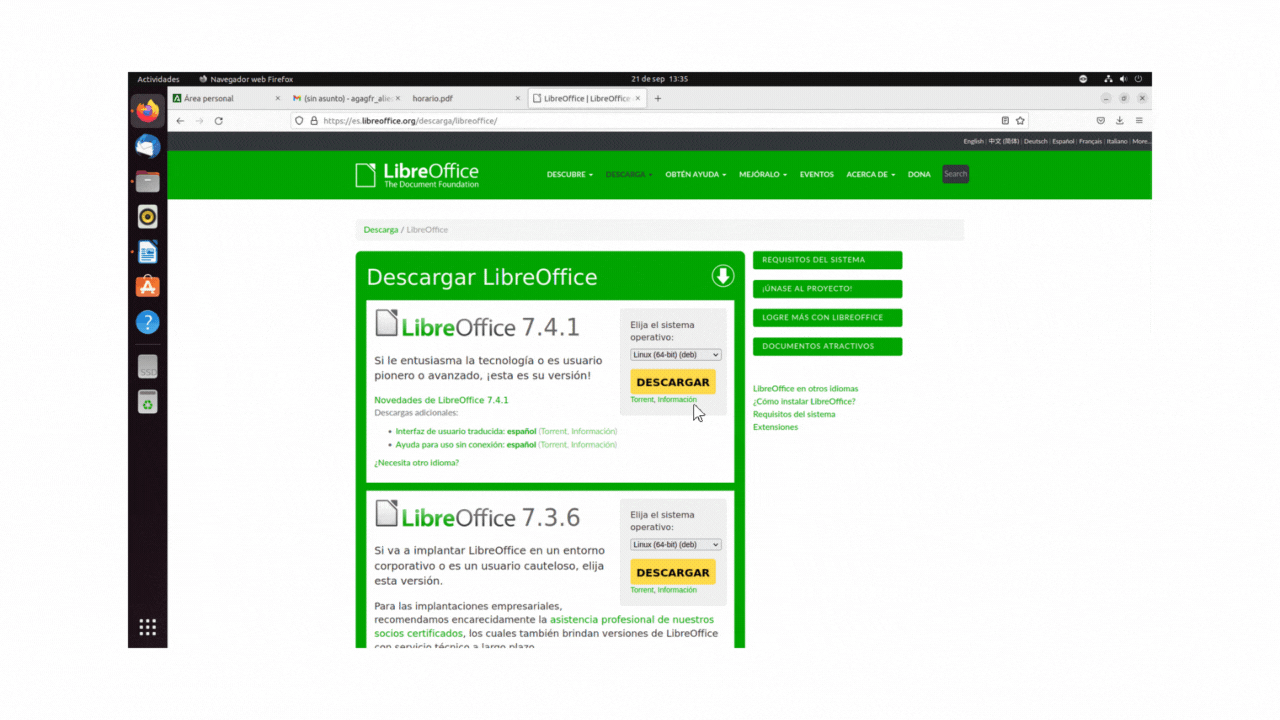 Actividades
Navegador web Firefox
21 de sep 13:35
Área personal
(sin asunto) - agagfr_alie
horario.pdf
LibreOffice | LibreOffice -
https://es.libreoffice.org/descarga/libreoffice/
English | 中文 (简体) | Deutsch | Español | Français | Italiano | More...
LibreOffice
The Document Foundation
DESCUBRE
DESCARGA
OBTÉN AYUDA
MEJÓRALO
EVENTOS
ACERCA DE
DONA
Search
Descarga / LibreOffice
Descargar LibreOffice
LibreOffice 7.4.1
Si le entusiasma la tecnología o es usuario
pionero o avanzado, ¡esta es su versión!
Novedades de LibreOffice 7.4.1
Descargas adicionales:
• Interfaz de usuario traducida: español (Torrent, Información)
• Ayuda para uso sin conexión: español (Torrent, Información)
¿Necesita otro idioma?
Elija el sistema
operativo:
Linux (64-bit) (deb)
DESCARGAR
Torrent, Información
LibreOffice 7.3.6
Si va a implantar LibreOffice en un entorno
corporativo o es un usuario cauteloso, elija
esta versión.
Para las implantaciones empresariales,
recomendamos encarecidamente la asistencia profesional de nuestros
socios certificados, los cuales también brindan versiones de LibreOffice
con servicio técnico a largo plazo.
Elija el sistema
operativo:
Linux (64-bit) (deb)
DESCARGAR
Torrent, Información
REQUISITOS DEL SISTEMA
¡ÚNASE AL PROYECTO!
LOGRE MÁS CON LIBREOFFICE
DOCUMENTOS ATRACTIVOS
LibreOffice en otros idiomas
¿Cómo instalar LibreOffice?
Requisitos del sistema
Extensiones
SSD